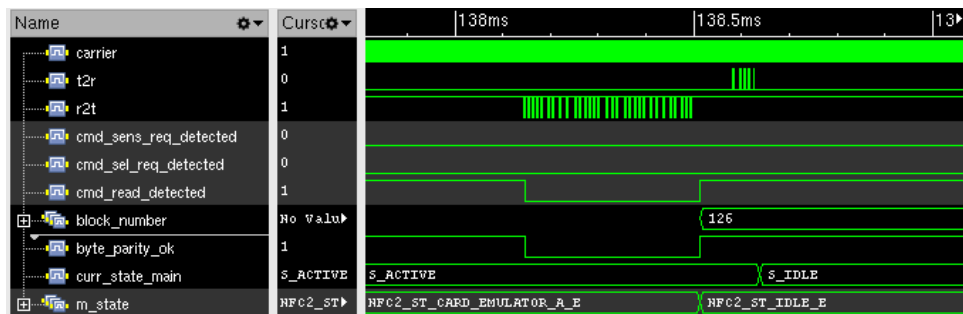 Name Cursc 138ms 138.5ms 13
carrier 1
t2r 0
r2t 1
cmd_sens_req_detected 0
cmd_sel_req_detected 0
cmd_read_detected 1
block_number No Valu 126
byte_parity_ok 1
curr_state_main S_ACTIVE S_ACTIVE S_IDLE
m_state NFC2_ST NFC2_ST_CARD_EMULATOR_A_E NFC2_ST_IDLE_E